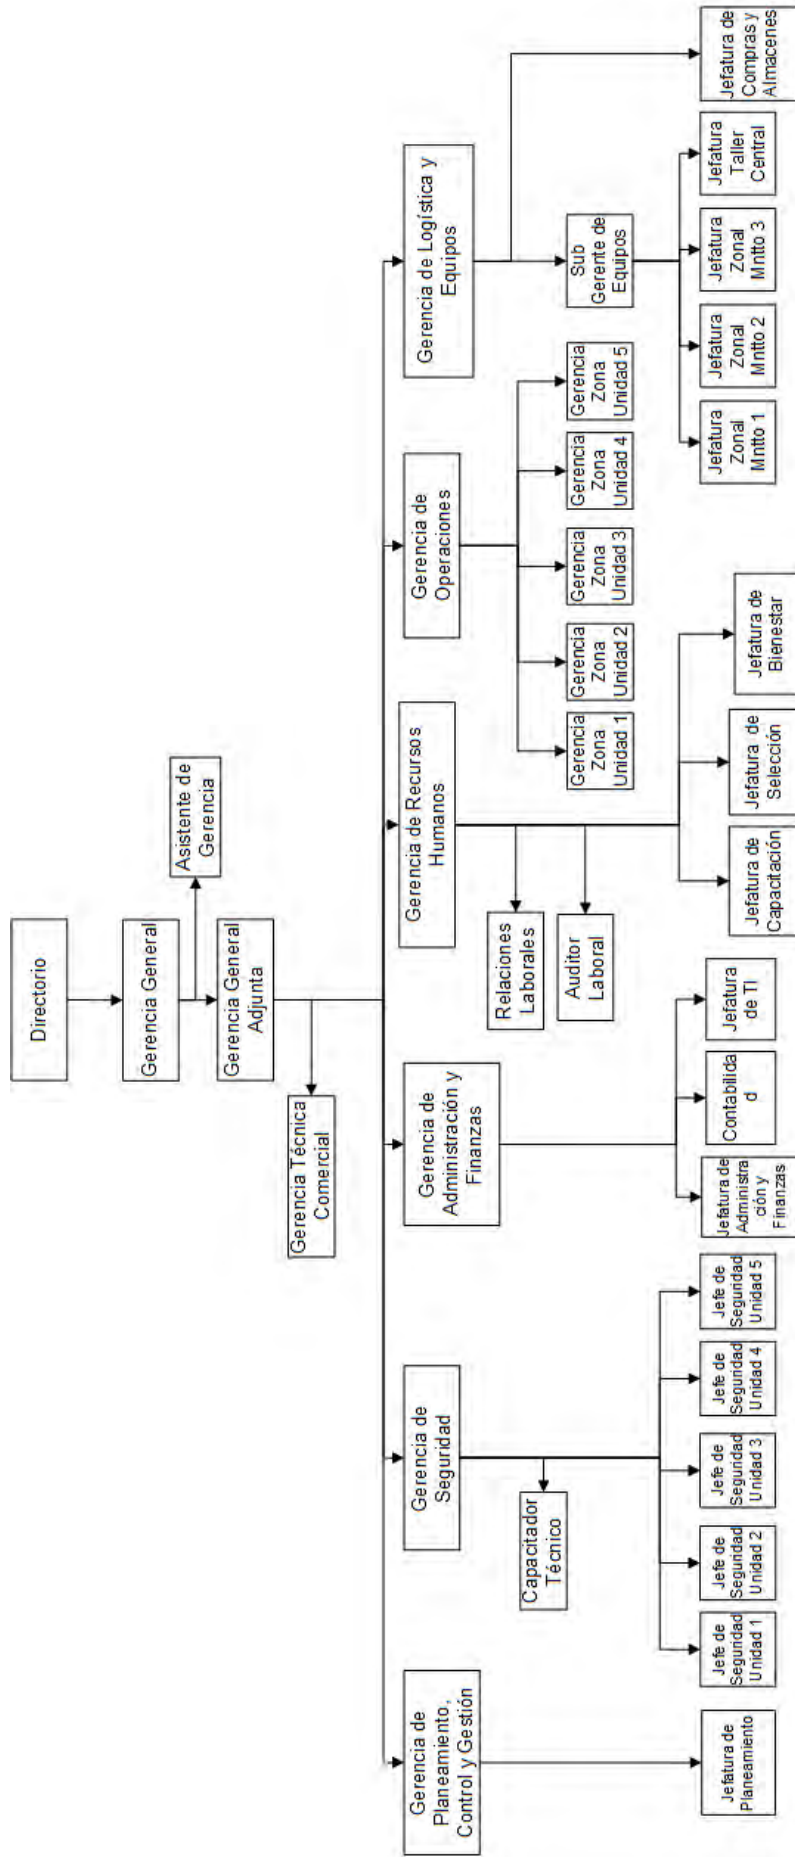 Directorio
Gerencia General
Asistente de
Gerencia
Gerencia General
Adjunta
Gerencia Técnica
Comercial
Gerencia de
Planeamiento,
Control y Gestión
Gerencia de
Seguridad
Gerencia de
Administración y
Finanzas
Gerencia de Recursos
Humanos
Gerencia de
Operaciones
Gerencia de Logística y
Equipos
Capacitador
Técnico
Relaciones
Laborales
Auditor
Laboral
Gerencia
Zona
Unidad 1
Gerencia
Zona
Unidad 2
Gerencia
Zona
Unidad 3
Gerencia
Zona
Unidad 4
Gerencia
Zona
Unidad 5
Sub
Gerente de
Equipos
Jefatura de
Planeamiento
Jefe de
Seguridad
Unidad 1
Jefe de
Seguridad
Unidad 2
Jefe de
Seguridad
Unidad 3
Jefe de
Seguridad
Unidad 4
Jefe de
Seguridad
Unidad 5
Jefatura de
Administra
ción y
Finanzas
Contabilida
d
Jefatura
de TI
Jefatura de
Capacitación
Jefatura de
Selección
Jefatura de
Bienestar
Jefatura
Zonal
Mntto 1
Jefatura
Zonal
Mntto 2
Jefatura
Zonal
Mntto 3
Jefatura
Taller
Central
Jefatura de
Compras y
Almacenes